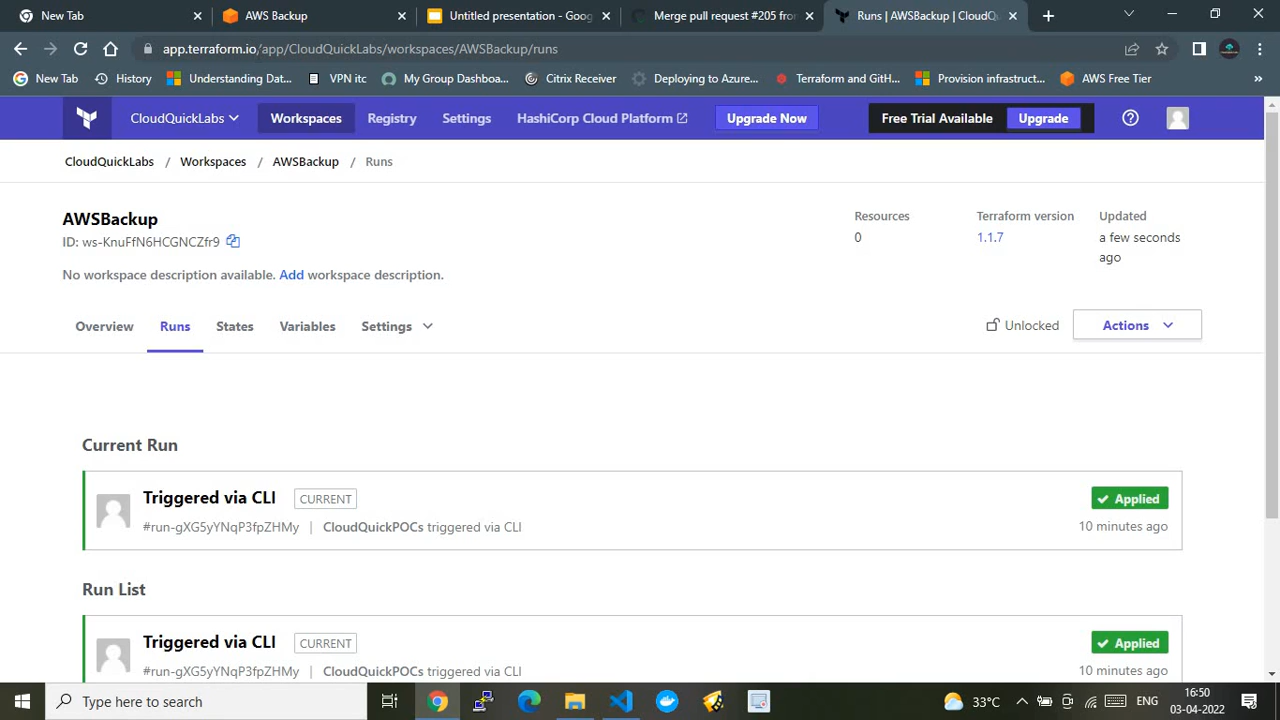 New Tab
AWS Backup
Untitled presentation - Goog
Merge pull request #205 from
Runs | AWSBackup | CloudQu
app.terraform.io/app/CloudQuickLabs/workspaces/AWSBackup/runs
New Tab
History
Understanding Dat...
VPN itc
My Group Dashboa...
Citrix Receiver
Deploying to Azure...
Terraform and GitH...
Provision infrastruct...
AWS Free Tier
»
CloudQuickLabs
Workspaces
Registry
Settings
HashiCorp Cloud Platform
Upgrade Now
Free Trial Available
Upgrade
CloudQuickLabs / Workspaces / AWSBackup / Runs
AWSBackup
ID: ws-KnuFfN6HCGNCZfr9
No workspace description available. Add workspace description.
Resources
0
Terraform version
1.1.7
Updated
a few seconds
ago
Overview
Runs
States
Variables
Settings
Unlocked
Actions
Current Run
Triggered via CLI CURRENT
Applied
#run-gXG5yYNqP3fpZHMy | CloudQuickPOCs triggered via CLI
10 minutes ago
Run List
Triggered via CLI CURRENT
Applied
#run-gXG5yYNqP3fpZHMy | CloudQuickPOCs triggered via CLI
10 minutes ago
Type here to search
33°C
ENG
16:50
03-04-2022